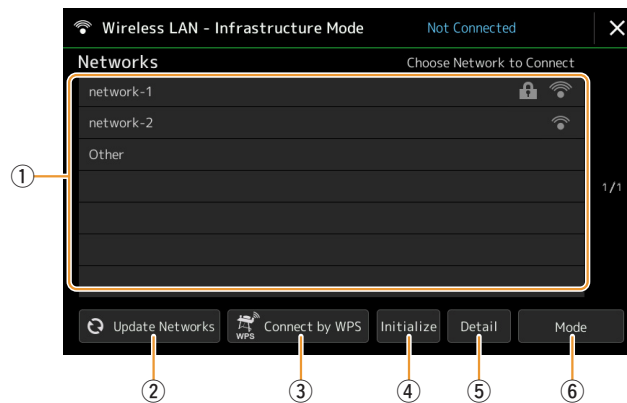 Wireless LAN – Infrastructure Mode Not Connected ×
Networks Choose Network to Connect
network-1
network-2
Other
①
1/1
Update Networks WPS Connect by WPS Initialize Detail Mode
② ③ ④ ⑤ ⑥